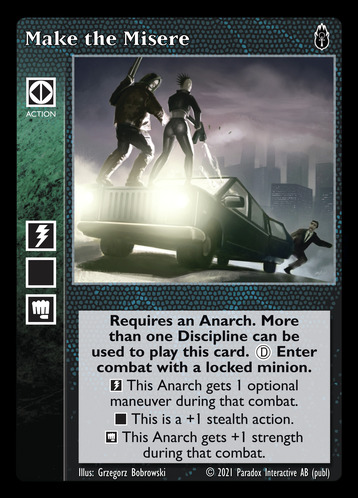 Make the Misere
ACTION
Requires an Anarch. More
than one Discipline can be
used to play this card. Ⓓ Enter
combat with a locked minion.
This Anarch gets 1 optional
maneuver during that combat.
This is a +1 stealth action.
This Anarch gets +1 strength
during that combat.
Illus: Grzegorz Bobrowski © 2021 Paradox Interactive AB (publ)